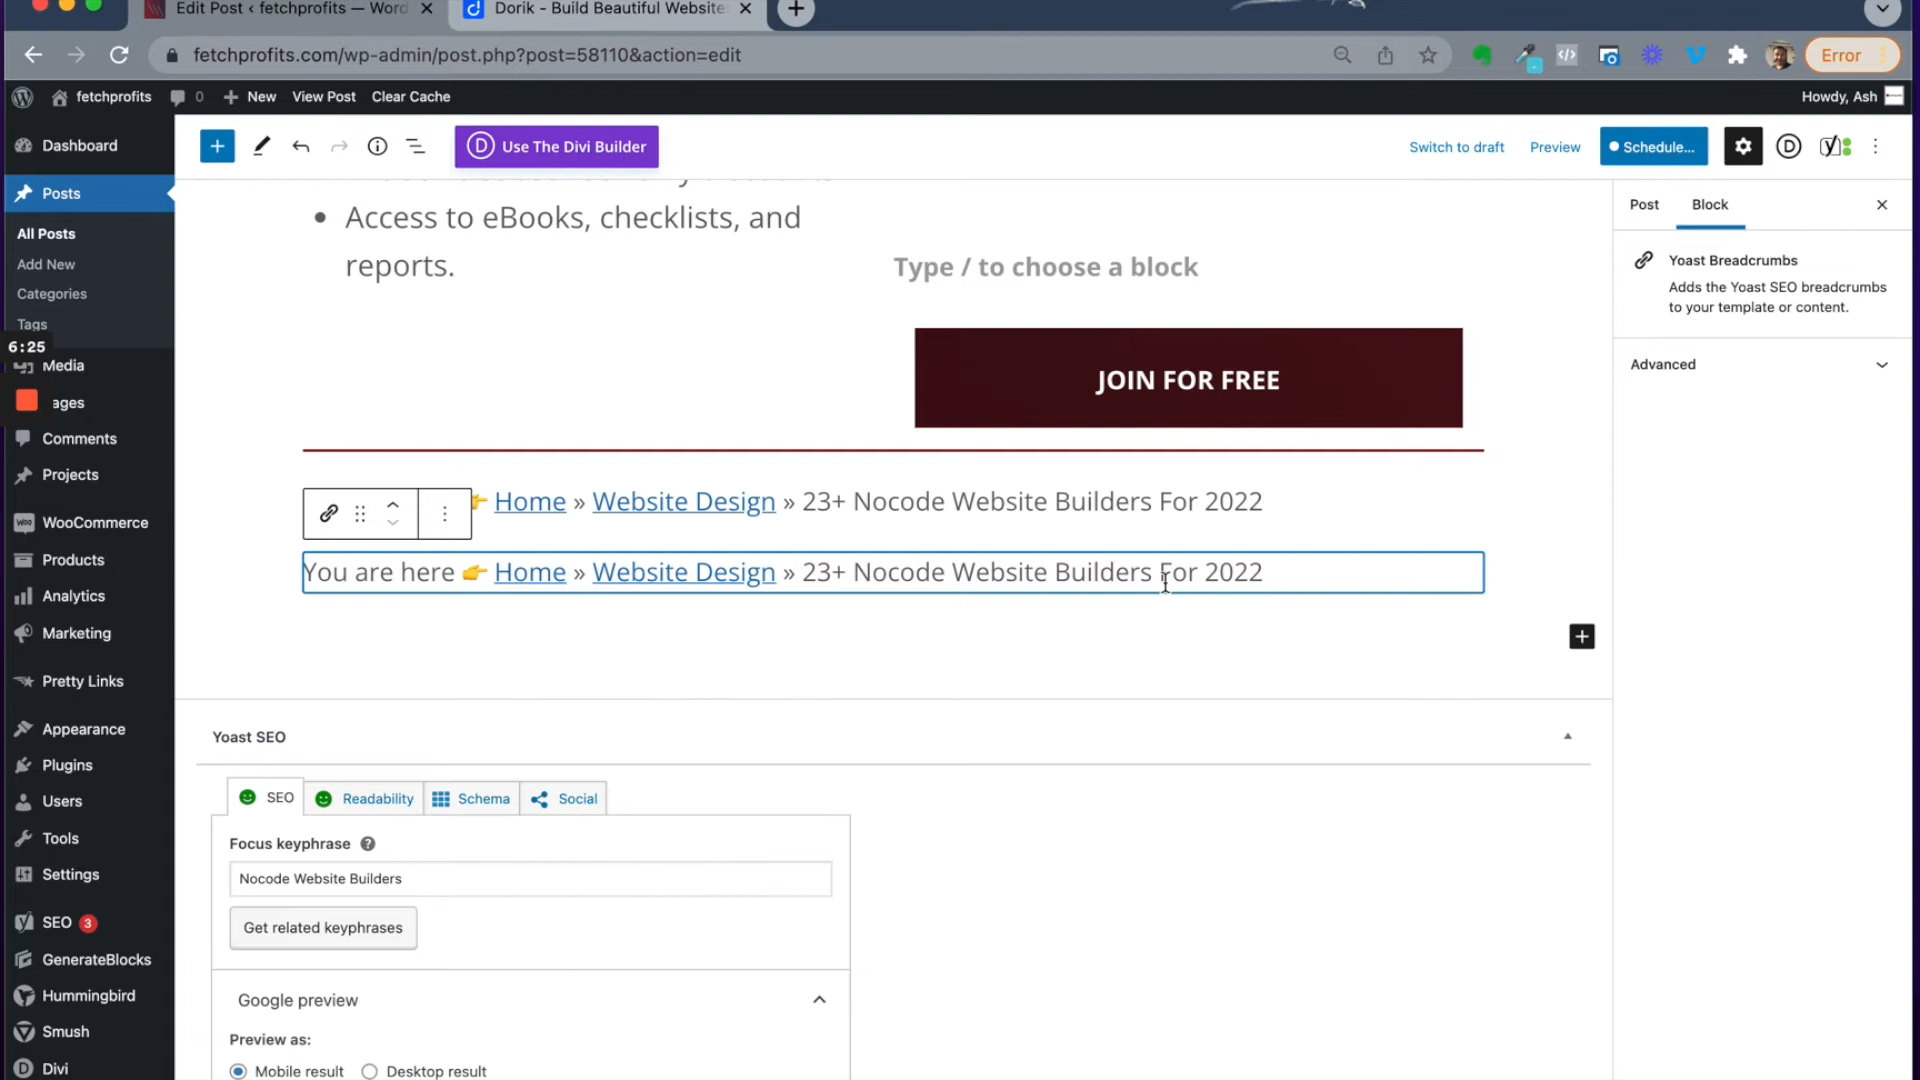 Edit Post ‹ fetchprofits — Word
Dorik - Build Beautiful Websites
fetchprofits.com/wp-admin/post.php?post=58110&action=edit
Error
fetchprofits
0
New
View Post
Clear Cache
Howdy, Ash
Dashboard
Posts
All Posts
Add New
Categories
Tags
6:25
Media
ages
Comments
Projects
WooCommerce
Products
Analytics
Marketing
Pretty Links
Appearance
Plugins
Users
Tools
Settings
SEO 3
GenerateBlocks
Hummingbird
Smush
Divi
Use The Divi Builder
Switch to draft
Preview
Schedule...
Access to eBooks, checklists, and
reports.
Type / to choose a block
JOIN FOR FREE
Home » Website Design » 23+ Nocode Website Builders For 2022
You are here 👉 Home » Website Design » 23+ Nocode Website Builders For 2022
Yoast SEO
SEO
Readability
Schema
Social
Focus keyphrase
Nocode Website Builders
Get related keyphrases
Google preview
Preview as:
Mobile result
Desktop result
Post
Block
Yoast Breadcrumbs
Adds the Yoast SEO breadcrumbs
to your template or content.
Advanced